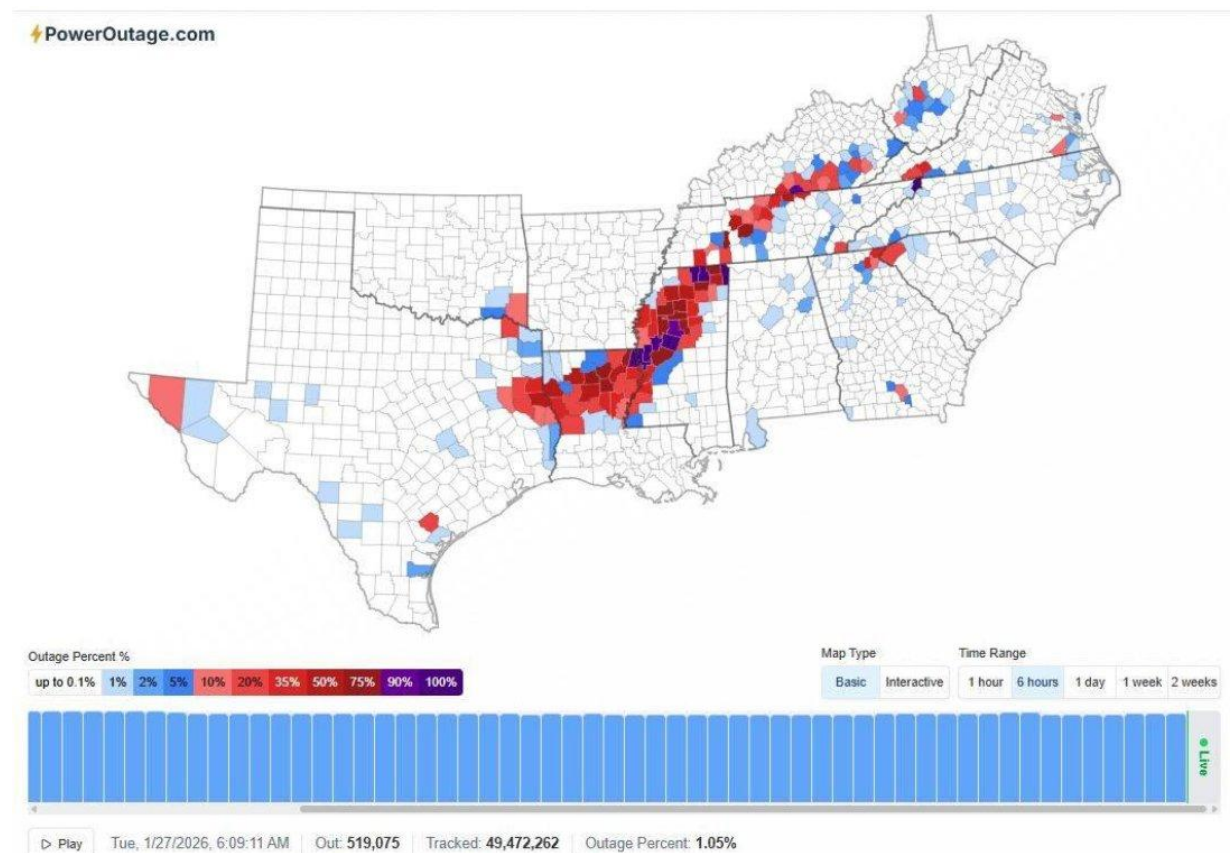 PowerOutage.com
Outage Percent %
up to 0.1% 1% 2% 5% 10% 20% 35% 50% 75% 90% 100%
Map Type
Basic Interactive
Time Range
1 hour 6 hours 1 day 1 week 2 weeks
Live
Play Tue, 1/27/2026, 6:09:11 AM Out: 519,075 Tracked: 49,472,262 Outage Percent: 1.05%